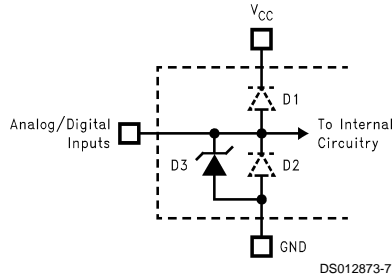 VCC
D1
Analog/Digital
Inputs
To Internal
Circuitry
D3
D2
GND
DS012873-7